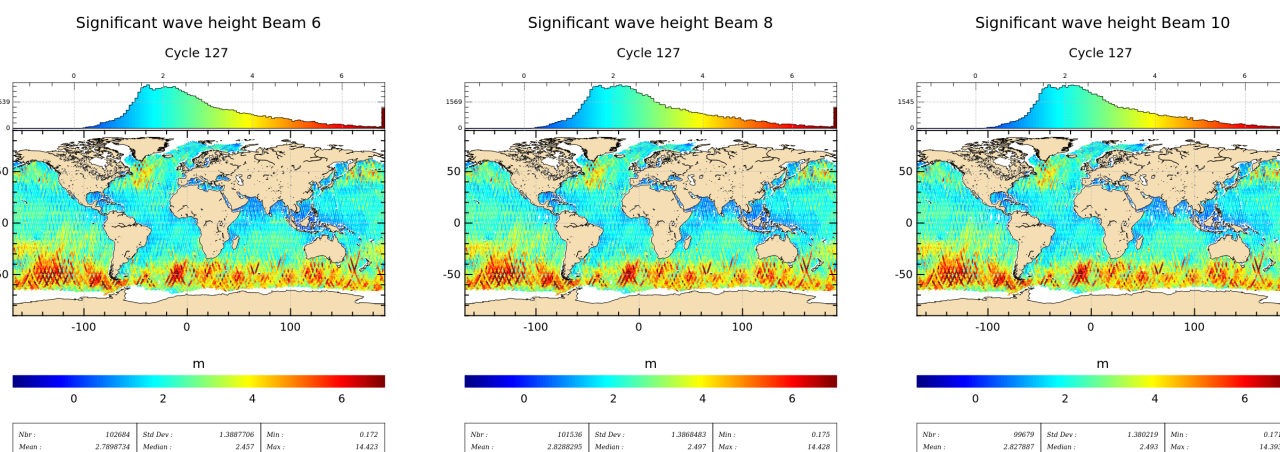 Significant wave height Beam 6
Cycle 127
0 2 4 6
539
0
50
0
50
-100 0 100
m
0 2 4 6
Nbr : 102684 Std Dev : 1.3887706 Min : 0.172
Mean : 2.7898734 Median : 2.457 Max : 14.423
Significant wave height Beam 8
Cycle 127
0 2 4 6
1569
0
50
0
-50
-100 0 100
m
0 2 4 6
Nbr : 101536 Std Dev : 1.3868483 Min : 0.175
Mean : 2.8288295 Median : 2.497 Max : 14.428
Significant wave height Beam 10
Cycle 127
0 2 4 6
1545
0
50
0
-50
-100 0 100
m
0 2 4 6
Nbr : 99679 Std Dev : 1.380219 Min :
Mean : 2.827887 Median : 2.493 Max :